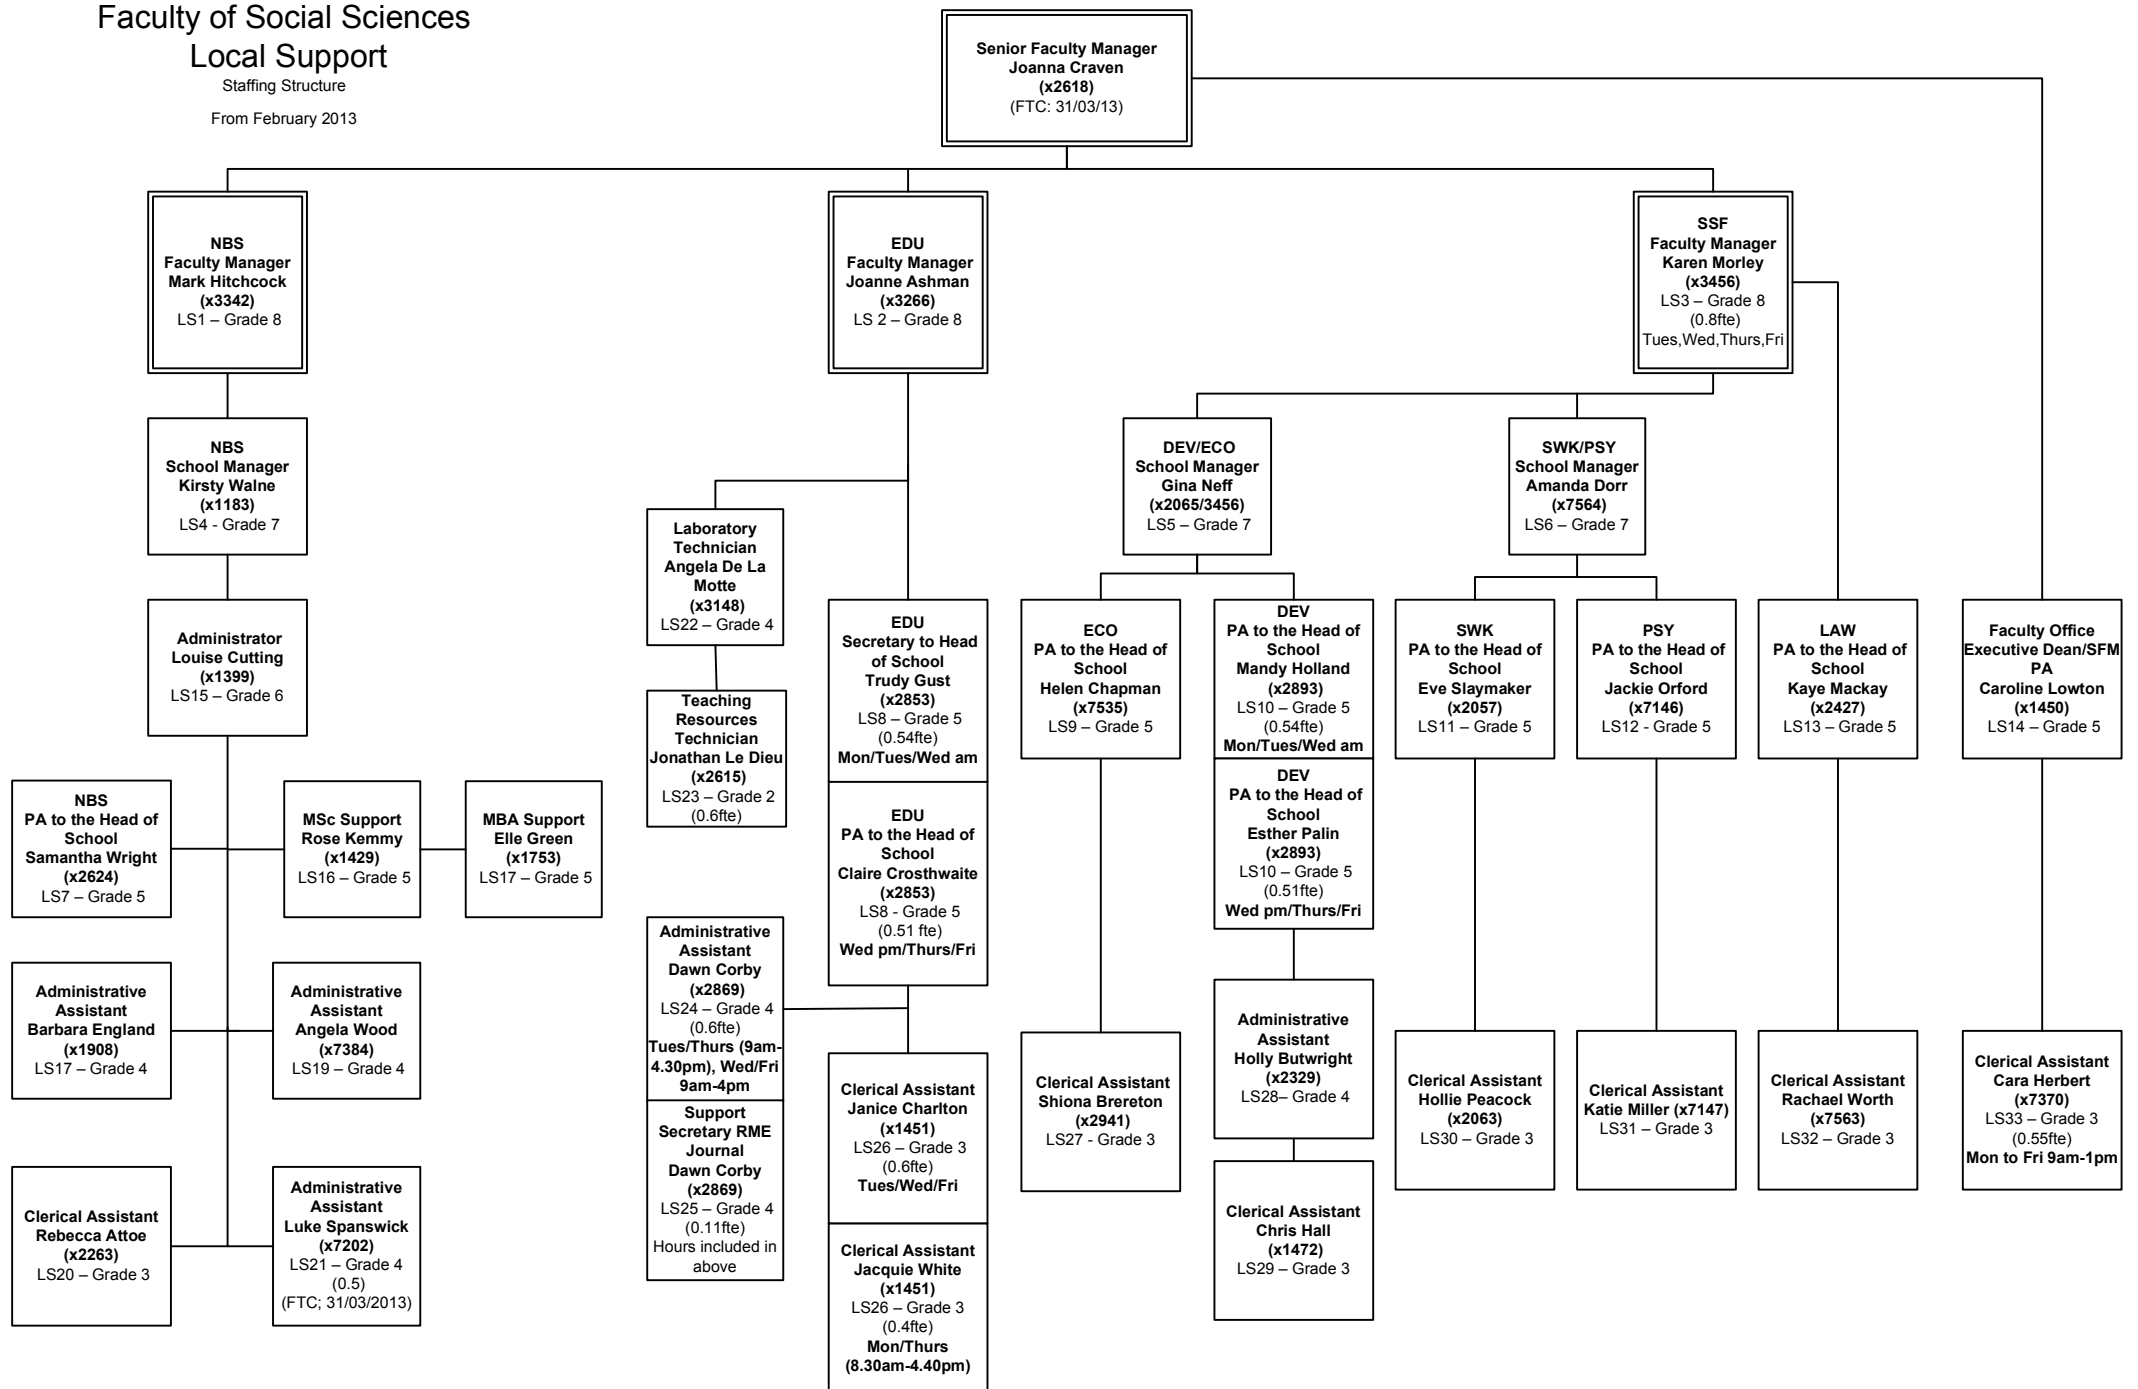 Faculty of Social Sciences
Local Support
Staffing Structure
From February 2013
Senior Faculty Manager
Joanna Craven
(x2618)
(FTC: 31/03/13)
NBS
Faculty Manager
Mark Hitchcock
(x3342)
LS1 – Grade 8
EDU
Faculty Manager
Joanne Ashman
(x3266)
LS 2 – Grade 8
SSF
Faculty Manager
Karen Morley
(x3456)
LS3 – Grade 8
(0.8fte)
Tues,Wed,Thurs,Fri
NBS
School Manager
Kirsty Walne
(x1183)
LS4 - Grade 7
DEV/ECO
School Manager
Gina Neff
(x2065/3456)
LS5 – Grade 7
SWK/PSY
School Manager
Amanda Dorr
(x7564)
LS6 – Grade 7
Laboratory
Technician
Angela De La
Motte
(x3148)
LS22 – Grade 4
Administrator
Louise Cutting
(x1399)
LS15 – Grade 6
EDU
Secretary to Head
of School
Trudy Gust
(x2853)
LS8 – Grade 5
(0.54fte)
Mon/Tues/Wed am
ECO
PA to the Head of
School
Helen Chapman
(x7535)
LS9 – Grade 5
DEV
PA to the Head of
School
Mandy Holland
(x2893)
LS10 – Grade 5
(0.54fte)
Mon/Tues/Wed am
SWK
PA to the Head of
School
Eve Slaymaker
(x2057)
LS11 – Grade 5
PSY
PA to the Head of
School
Jackie Orford
(x7146)
LS12 - Grade 5
LAW
PA to the Head of
School
Kaye Mackay
(x2427)
LS13 – Grade 5
Faculty Office
Executive Dean/SFM
PA
Caroline Lowton
(x1450)
LS14 – Grade 5
Teaching
Resources
Technician
Jonathan Le Dieu
(x2615)
LS23 – Grade 2
(0.6fte)
NBS
PA to the Head of
School
Samantha Wright
(x2624)
LS7 – Grade 5
MSc Support
Rose Kemmy
(x1429)
LS16 – Grade 5
MBA Support
Elle Green
(x1753)
LS17 – Grade 5
EDU
PA to the Head of
School
Claire Crosthwaite
(x2853)
LS8 - Grade 5
(0.51 fte)
Wed pm/Thurs/Fri
DEV
PA to the Head of
School
Esther Palin
(x2893)
LS10 – Grade 5
(0.51fte)
Wed pm/Thurs/Fri
Administrative
Assistant
Dawn Corby
(x2869)
LS24 – Grade 4
(0.6fte)
Tues/Thurs (9am-
4.30pm), Wed/Fri
9am-4pm
Administrative
Assistant
Barbara England
(x1908)
LS17 – Grade 4
Administrative
Assistant
Angela Wood
(x7384)
LS19 – Grade 4
Administrative
Assistant
Holly Butwright
(x2329)
LS28– Grade 4
Clerical Assistant
Janice Charlton
(x1451)
LS26 – Grade 3
(0.6fte)
Tues/Wed/Fri
Clerical Assistant
Shiona Brereton
(x2941)
LS27 - Grade 3
Clerical Assistant
Hollie Peacock
(x2063)
LS30 – Grade 3
Clerical Assistant
Katie Miller (x7147)
LS31 – Grade 3
Clerical Assistant
Rachael Worth
(x7563)
LS32 – Grade 3
Clerical Assistant
Cara Herbert
(x7370)
LS33 – Grade 3
(0.55fte)
Mon to Fri 9am-1pm
Support
Secretary RME
Journal
Dawn Corby
(x2869)
LS25 – Grade 4
(0.11fte)
Hours included in
above
Clerical Assistant
Rebecca Attoe
(x2263)
LS20 – Grade 3
Administrative
Assistant
Luke Spanswick
(x7202)
LS21 – Grade 4
(0.5)
(FTC; 31/03/2013)
Clerical Assistant
Chris Hall
(x1472)
LS29 – Grade 3
Clerical Assistant
Jacquie White
(x1451)
LS26 – Grade 3
(0.4fte)
Mon/Thurs
(8.30am-4.40pm)